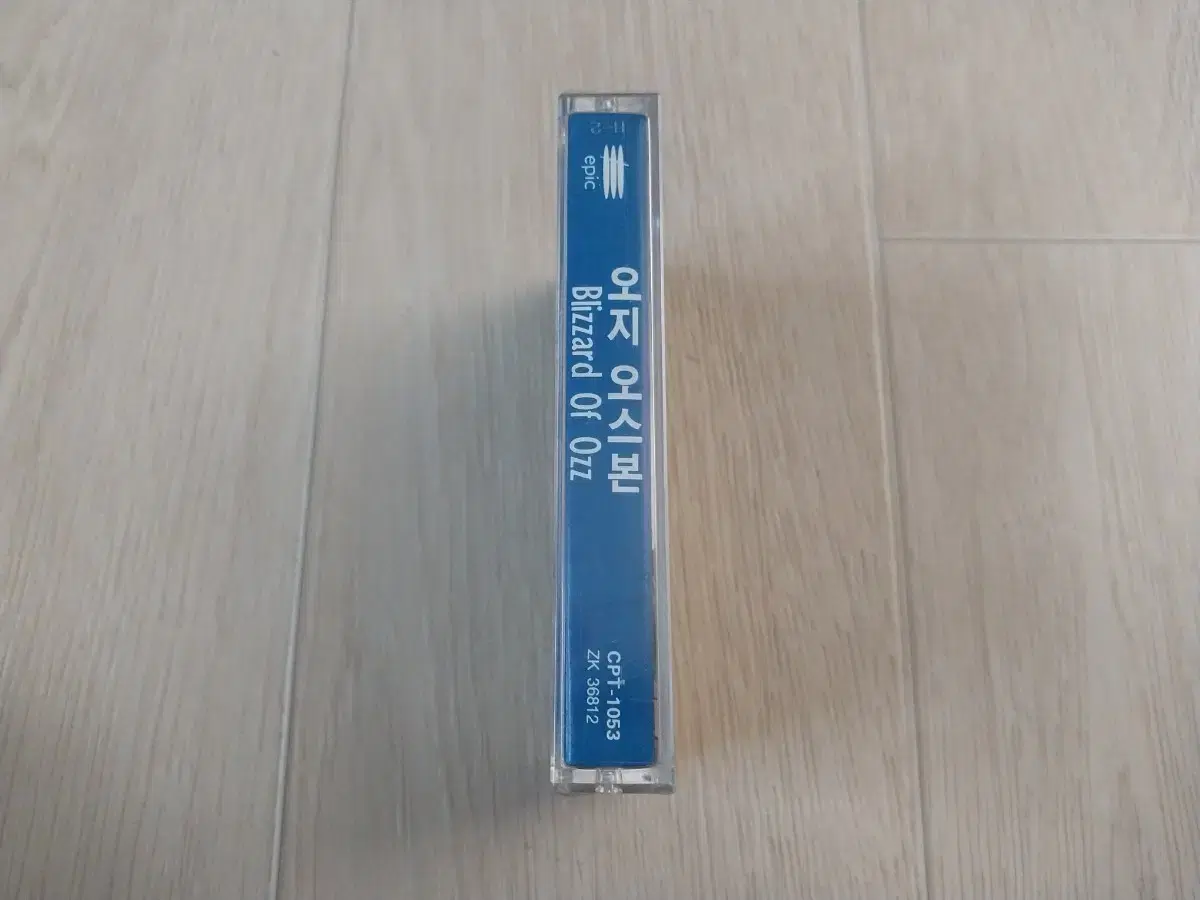 epic
오지 오스본
Blizzard Of Ozz
CPT-1053
ZK 36812